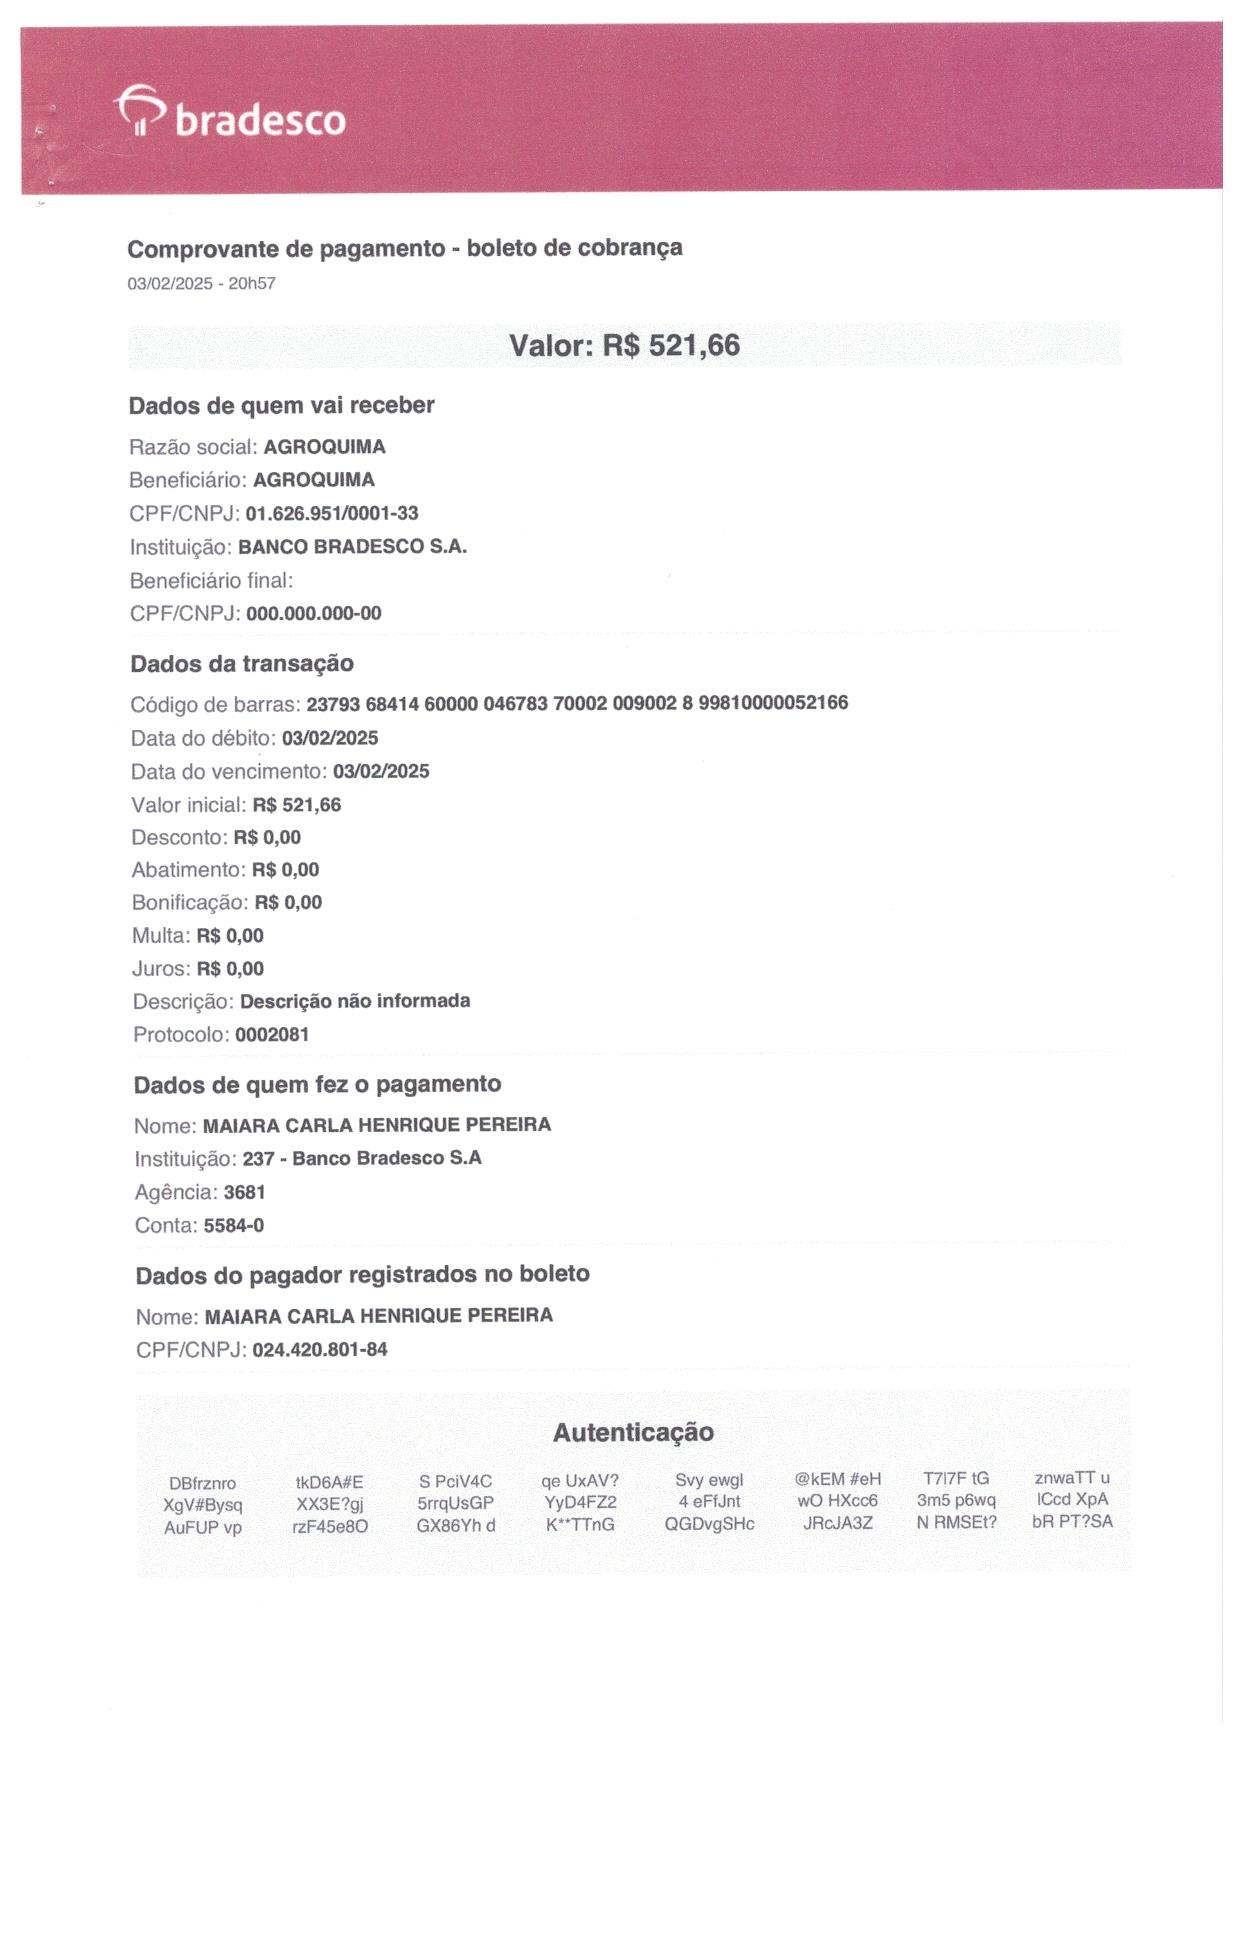 bradesco
Comprovante de pagamento - boleto de cobrança
03/02/2025 - 20h57
Valor: R$ 521,66
Dados de quem vai receber
Razão social: AGROQUIMA
Beneficiário: AGROQUIMA
CPF/CNPJ: 01.626.951/0001-33
Instituição: BANCO BRADESCO S.A.
Beneficiário final:
CPF/CNPJ: 000.000.000-00
Dados da transação
Código de barras: 23793 68414 60000 046783 70002 009002 8 99810000052166
Data do débito: 03/02/2025
Data do vencimento: 03/02/2025
Valor inicial: R$ 521,66
Desconto: R$ 0,00
Abatimento: R$ 0,00
Bonificação: R$ 0,00
Multa: R$ 0,00
Juros: R$ 0,00
Descrição: Descrição não informada
Protocolo: 0002081
Dados de quem fez o pagamento
Nome: MAIARA CARLA HENRIQUE PEREIRA
Instituição: 237 - Banco Bradesco S.A
Agência: 3681
Conta: 5584-0
Dados do pagador registrados no boleto
Nome: MAIARA CARLA HENRIQUE PEREIRA
CPF/CNPJ: 024.420.801-84
Autenticação
DBfrznro tkD6A#E S PciV4C qe UxAV? Svy ewgl @kEM #eH T7l7F tG znwaTT u
XgV#Bysq XX3E?gj 5rrqUsGP YyD4FZ2 4 eFfJnt wO HXcc6 3m5 p6wq lCcd XpA
AuFUP vp rzF45e8O GX86Yh d K**TTnG QGDvgSHc JRcJA3Z N RMSEt? bR PT?SA